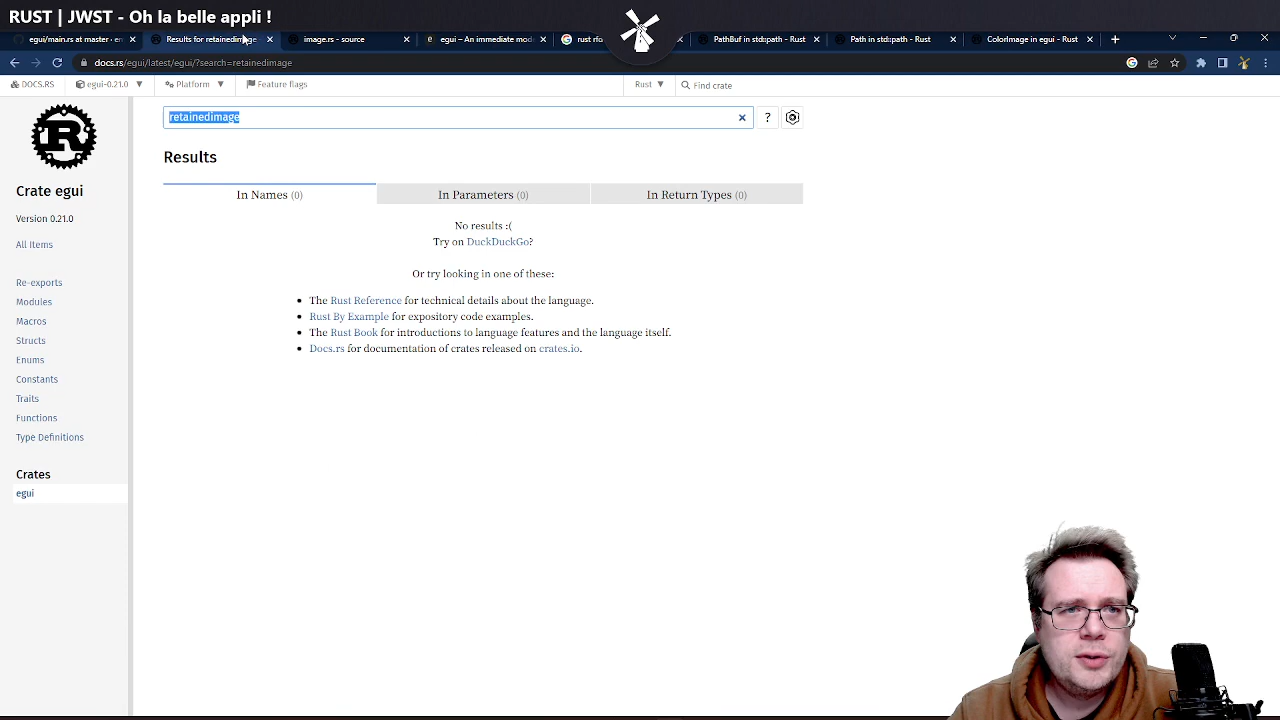 RUST | JWST - Oh la belle appli !
egui/main.rs at master · em
Results for retainedimage
image.rs - source
egui – An immediate mode
PathBuf in std::path - Rust
Path in std::path - Rust
ColorImage in egui - Rust
docs.rs/egui/latest/egui/?search=retainedimage
DOCS.RS
egui-0.21.0
Platform
Feature flags
Rust
Find crate
retainedimage
?
Results
In Names (0)
In Parameters (0)
In Return Types (0)
No results :(
Try on DuckDuckGo?
Or try looking in one of these:
The Rust Reference for technical details about the language.
Rust By Example for expository code examples.
The Rust Book for introductions to language features and the language itself.
Docs.rs for documentation of crates released on crates.io.
Crate egui
Version 0.21.0
All Items
Re-exports
Modules
Macros
Structs
Enums
Constants
Traits
Functions
Type Definitions
Crates
egui